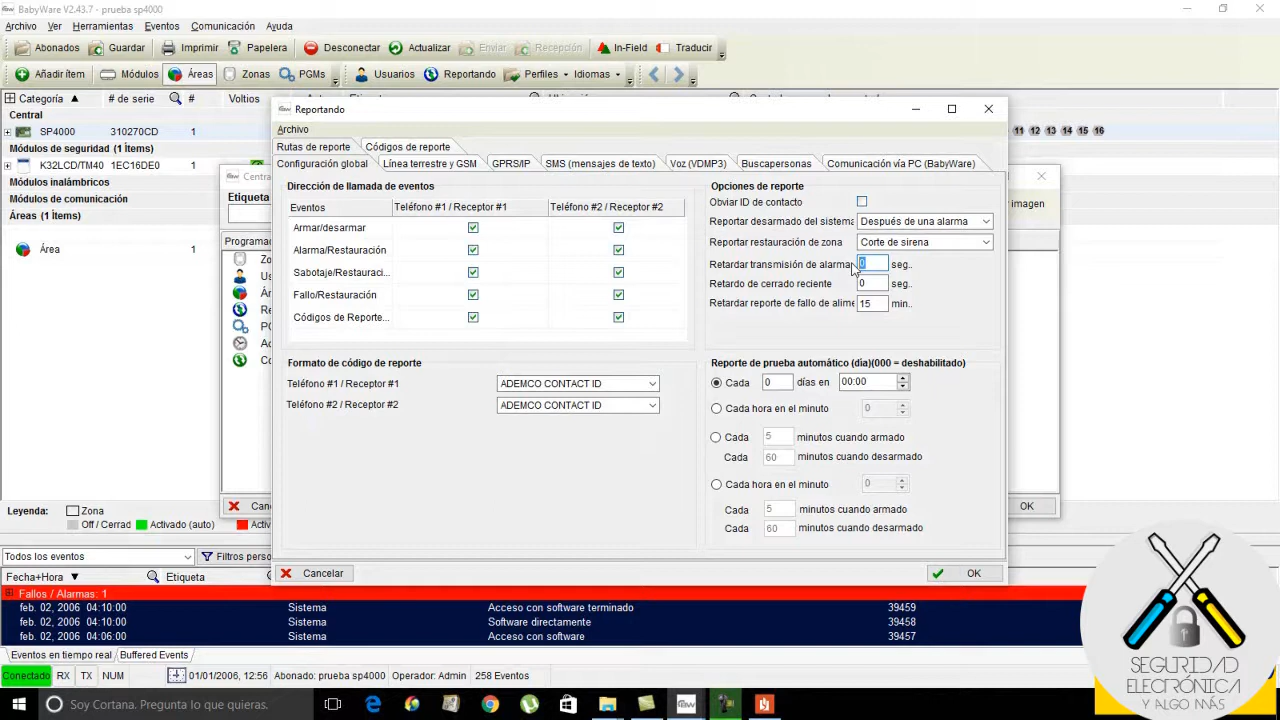 BabyWare V2.43.7 - prueba sp4000
Archivo Ver Herramientas Eventos Comunicación Ayuda
Abonados Guardar Imprimir Papelera Desconectar Actualizar Enviar Recepción In-Field Traducir
Añadir ítem Módulos Áreas Zonas PGMs Usuarios Reportando Perfiles Idiomas
Categoría # de serie # Voltios
Central
SP4000 310270CD 1
11 12 13 14 15 16
Módulos de seguridad (1 Ítems)
K32LCD/TM40 1EC16DE0 1
Módulos inalámbricos
Módulos de comunicación
Áreas (1 Ítems)
Área 1
Centra
Etiqueta
r imagen
Programa
Zo
Us
Ár
Re
PC
Ac
Co
Canc
OK
Reportando
Archivo
Rutas de reporte Códigos de reporte
Configuración global Línea terrestre y GSM GPRS/IP SMS (mensajes de texto) Voz (VDMP3) Buscapersonas Comunicación vía PC (BabyWare)
Dirección de llamada de eventos
Eventos Teléfono #1 / Receptor #1 Teléfono #2 / Receptor #2
Armar/desarmar
Alarma/Restauración
Sabotaje/Restauraci...
Fallo/Restauración
Códigos de Reporte...
Formato de código de reporte
Teléfono #1 / Receptor #1 ADEMCO CONTACT ID
Teléfono #2 / Receptor #2 ADEMCO CONTACT ID
Opciones de reporte
Obviar ID de contacto
Reportar desarmado del sistema Después de una alarma
Reportar restauración de zona Corte de sirena
Retardar transmisión de alarma 0 seg..
Retardo de cerrado reciente 0 seg..
Retardar reporte de fallo de alime 15 min..
Reporte de prueba automático (día)(000 = deshabilitado)
Cada 0 días en 00:00
Cada hora en el minuto 0
Cada 5 minutos cuando armado
Cada 60 minutos cuando desarmado
Cada hora en el minuto 0
Cada 5 minutos cuando armado
Cada 60 minutos cuando desarmado
Cancelar OK
Leyenda: Zona
Off / Cerrad Activado (auto) Activ
Todos los eventos Filtros perso
Fecha+Hora Etiqueta
Fallos / Alarmas: 1
feb. 02, 2006 04:10:00 Sistema Acceso con software terminado 39459
feb. 02, 2006 04:10:00 Sistema Software directamente 39458
feb. 02, 2006 04:06:00 Sistema Acceso con software 39457
Eventos en tiempo real Buffered Events
Conectado RX TX NUM 01/01/2006, 12:56 Abonado: prueba sp4000 Operador: Admin 258 Eventos
Soy Cortana. Pregunta lo que quieras.
SEGURIDAD
ELECTRÓNICA
Y ALGO MÁS